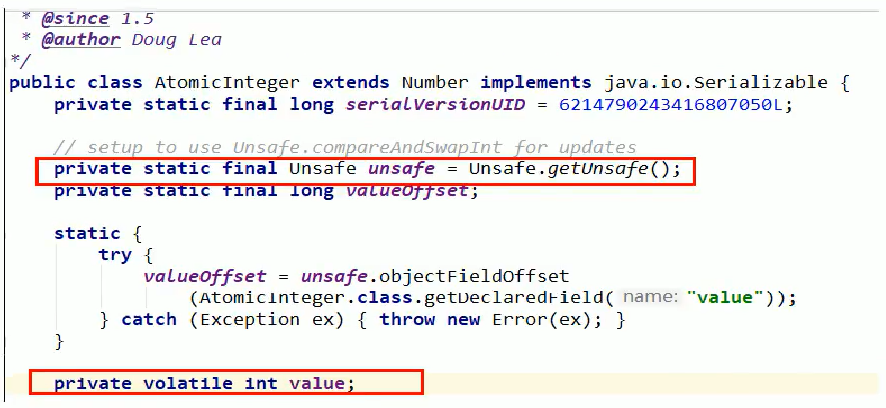 * @since 1.5
* @author Doug Lea
*/
public class AtomicInteger extends Number implements java.io.Serializable {
private static final long serialVersionUID = 6214790243416807050L;
// setup to use Unsafe.compareAndSwapInt for updates
private static final Unsafe unsafe = Unsafe.getUnsafe();
private static final long valueOffset;
static {
try {
valueOffset = unsafe.objectFieldOffset
(AtomicInteger.class.getDeclaredField( name: "value"));
} catch (Exception ex) { throw new Error(ex); }
}
private volatile int value;